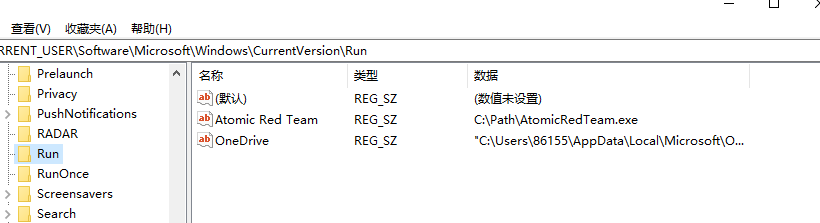 查看(V) 收藏夹(A) 帮助(H)
RRENT_USER\Software\Microsoft\Windows\CurrentVersion\Run
Prelaunch
Privacy
PushNotifications
RADAR
Run
RunOnce
Screensavers
Search
名称 类型 数据
(默认) REG_SZ (数值未设置)
Atomic Red Team REG_SZ C:\Path\AtomicRedTeam.exe
OneDrive REG_SZ "C:\Users\86155\AppData\Local\Microsoft\O...